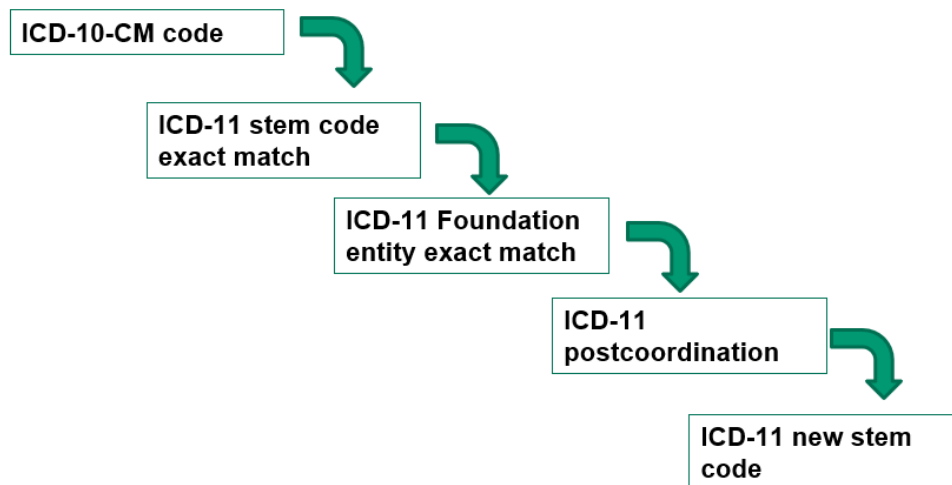 ICD-10-CM code
ICD-11 stem code
exact match
ICD-11 Foundation
entity exact match
ICD-11
postcoordination
ICD-11 new stem
code